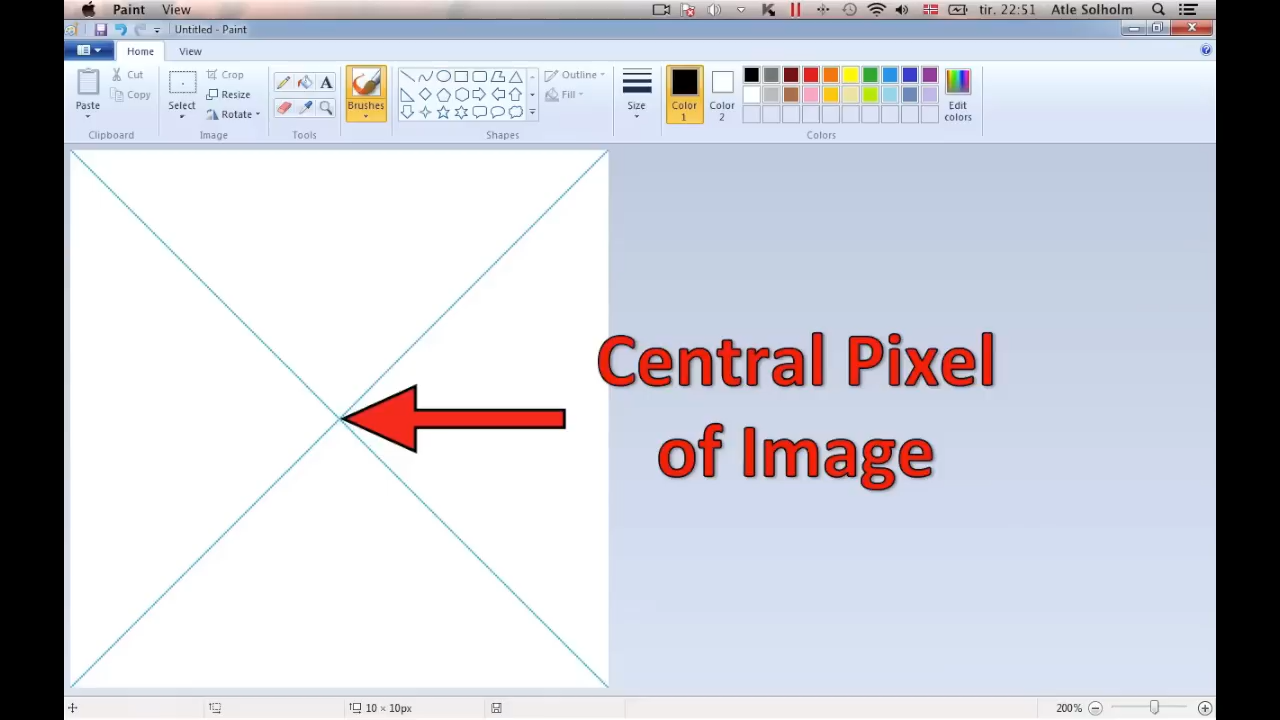 Paint View tir. 22:51 Atle Solholm
Untitled - Paint
Home View
Paste Cut Copy Clipboard
Select Crop Resize Rotate Image
A Tools
Brushes
Outline Fill Shapes
Size
Color 1
Color 2
Edit colors
Colors
Central Pixel
of Image
10 × 10px 200%